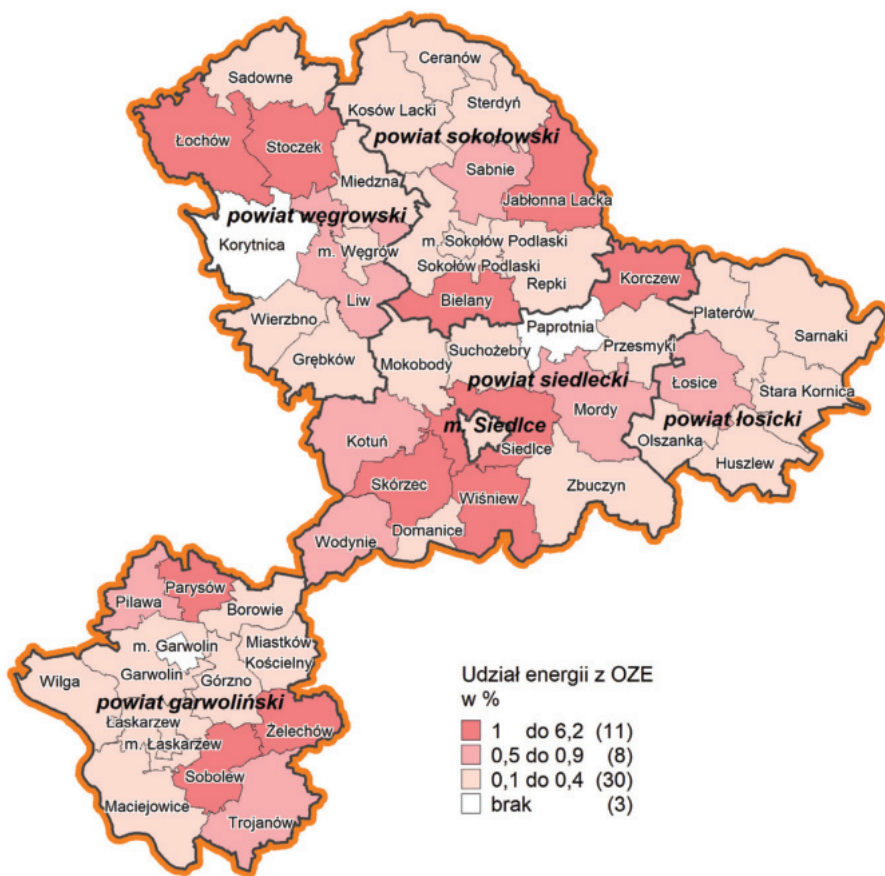 Ceranów
Sadowne
Kosów Lacki
Sterdyń
Łochów
Stoczek
powiat sokołowski
Sabnie
Miedzna
Jabłonna Lacka
powiat węgrowski
Korytnica
m. Węgrów
m. Sokołów Podlaski
Sokołów Podlaski
Repki
Korczew
Liw
Bielany
Platerów
Wierzbno
Paprotnia
Sarnaki
Grębków
Mokobody
Suchożebry
Przesmyki
powiat siedlecki
Łosice
Stara Kornica
Mordy
powiat łosicki
Kotuń
m. Siedlce
Siedlce
Olszanka
Huszlew
Skórzec
Wiśniew
Zbuczyn
Wodynie
Domanice
Parysów
Pilawa
Borowie
m. Garwolin
Miastków
Kościelny
Wilga
Garwolin
Górzno
powiat garwoliński
Łaskarzew
Żelechów
m. Łaskarzew
Sobolew
Maciejowice
Trojanów
Udział energii z OZE
w %
1 do 6,2 (11)
0,5 do 0,9 (8)
0,1 do 0,4 (30)
brak (3)